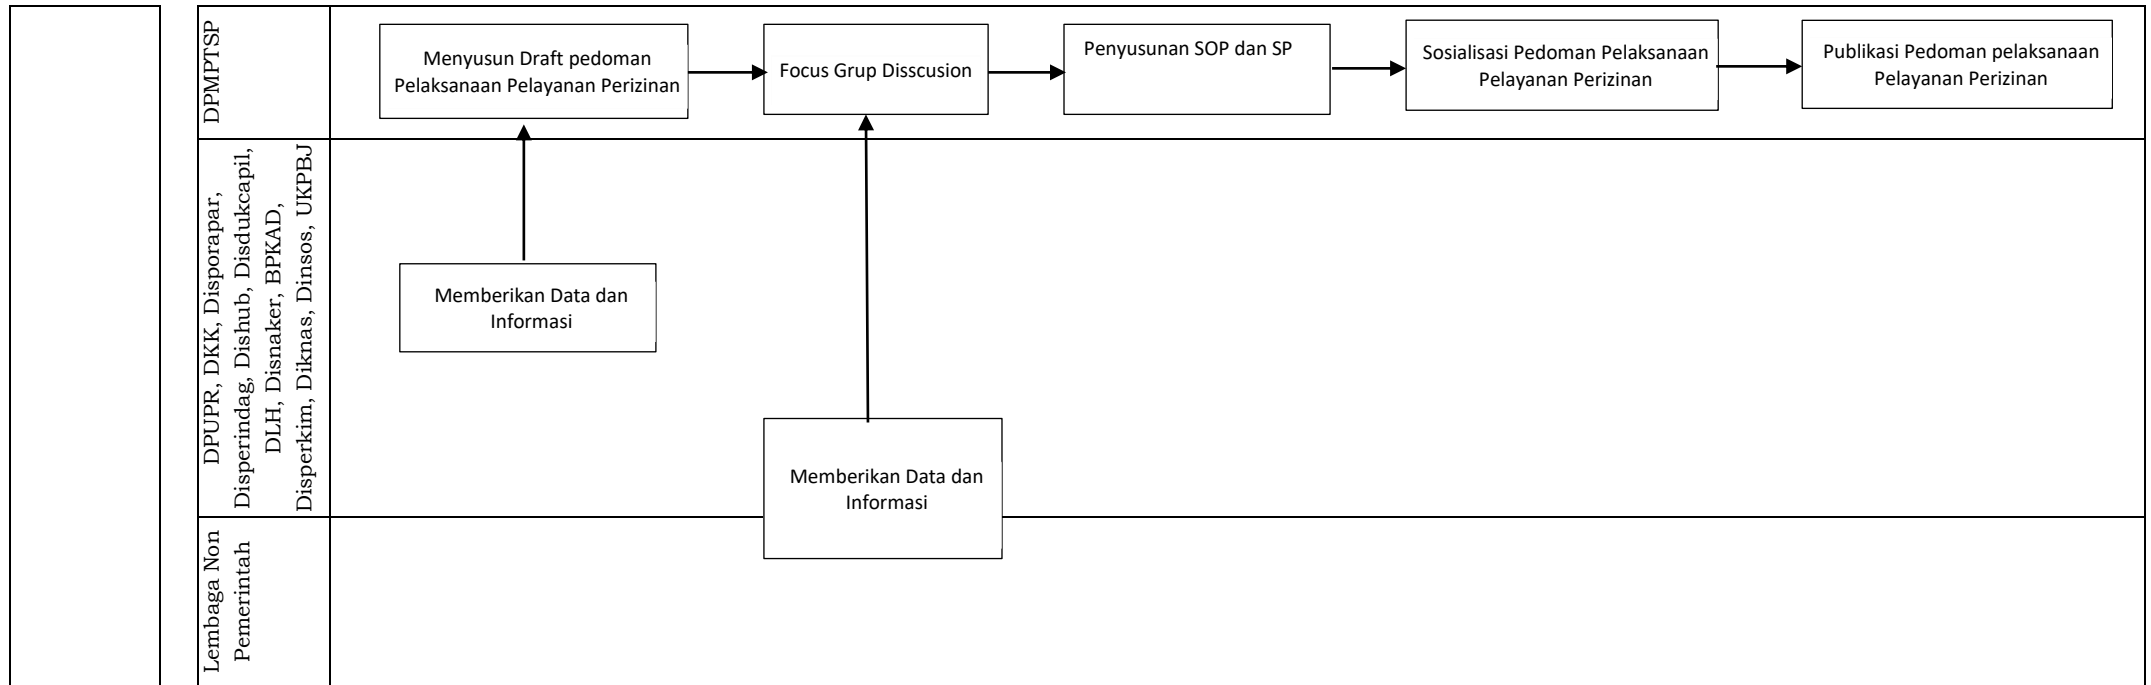 DPMPTSP
Menyusun Draft pedoman
Pelaksanaan Pelayanan Perizinan
Focus Grup Disscusion
Penyusunan SOP dan SP
Sosialisasi Pedoman Pelaksanaan
Pelayanan Perizinan
Publikasi Pedoman pelaksanaan
Pelayanan Perizinan
DPUPR, DKK, Disporapar,
Disperindag, Dishub, Disdukcapil,
DLH, Disnaker, BPKAD,
Disperkim, Diknas, Dinsos, UKPBJ
Memberikan Data dan
Informasi
Memberikan Data dan
Informasi
Lembaga Non
Pemerintah